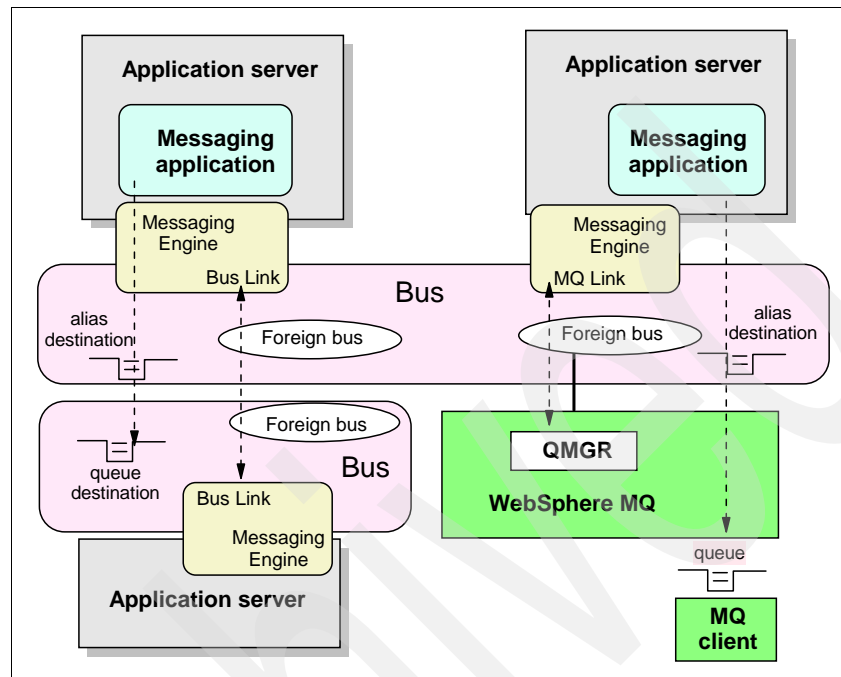 Application server
Messaging
application
Messaging
Engine
Bus Link
Application server
Messaging
application
Messaging
Engine
MQ Link
Bus
alias
destination
Foreign bus
Foreign bus
alias
destination
Foreign bus
Bus
queue
destination
Bus Link
Messaging
Engine
Application server
QMGR
WebSphere MQ
queue
MQ
client